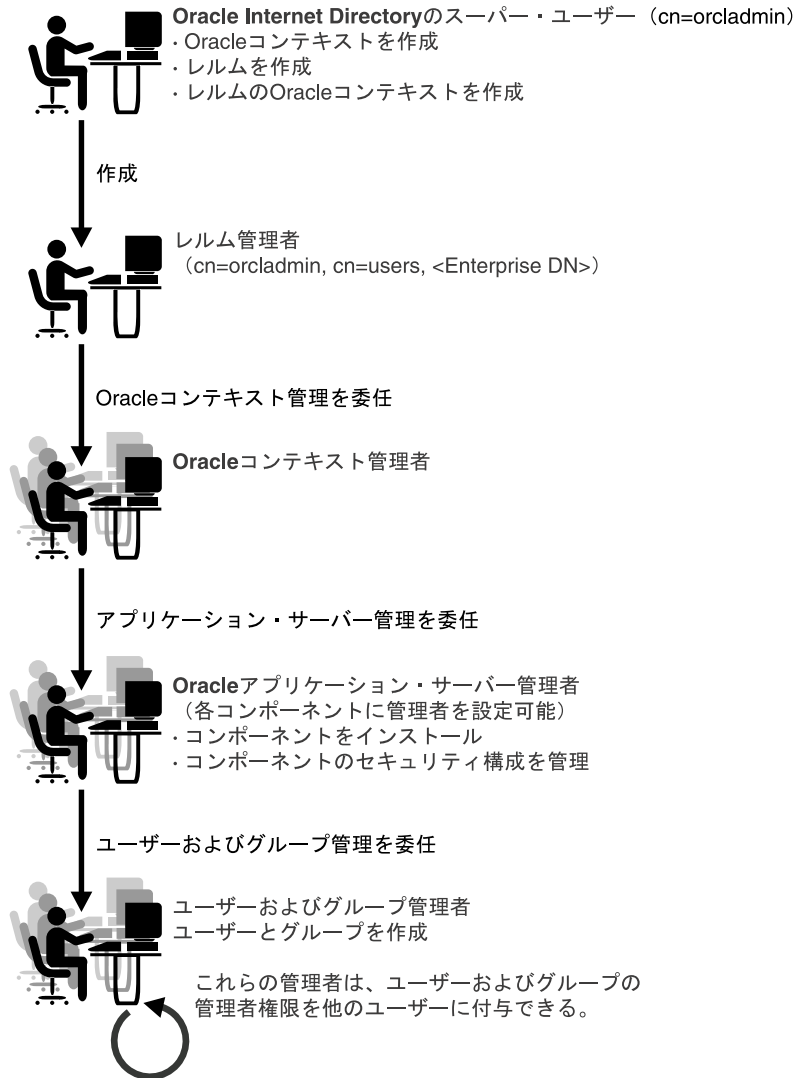 Oracle Internet Directoryのスーパー・ユーザー（cn=orcladmin）
・Oracleコンテキストを作成
・レルムを作成
・レルムのOracleコンテキストを作成
作成
レルム管理者
（cn=orcladmin, cn=users, <Enterprise DN>）
Oracleコンテキスト管理を委任
Oracleコンテキスト管理者
アプリケーション・サーバー管理を委任
Oracleアプリケーション・サーバー管理者
（各コンポーネントに管理者を設定可能）
・コンポーネントをインストール
・コンポーネントのセキュリティ構成を管理
ユーザーおよびグループ管理を委任
ユーザーおよびグループ管理者
ユーザーとグループを作成
これらの管理者は、ユーザーおよびグループの
管理者権限を他のユーザーに付与できる。